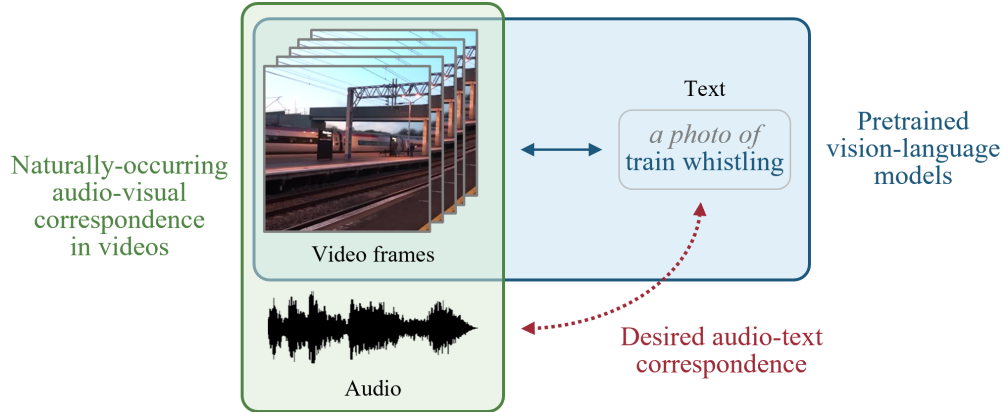 Naturally-occurring
audio-visual
correspondence
in videos
Video frames
Audio
Text
a photo of
train whistling
Pretrained
vision-language
models
Desired audio-text
correspondence